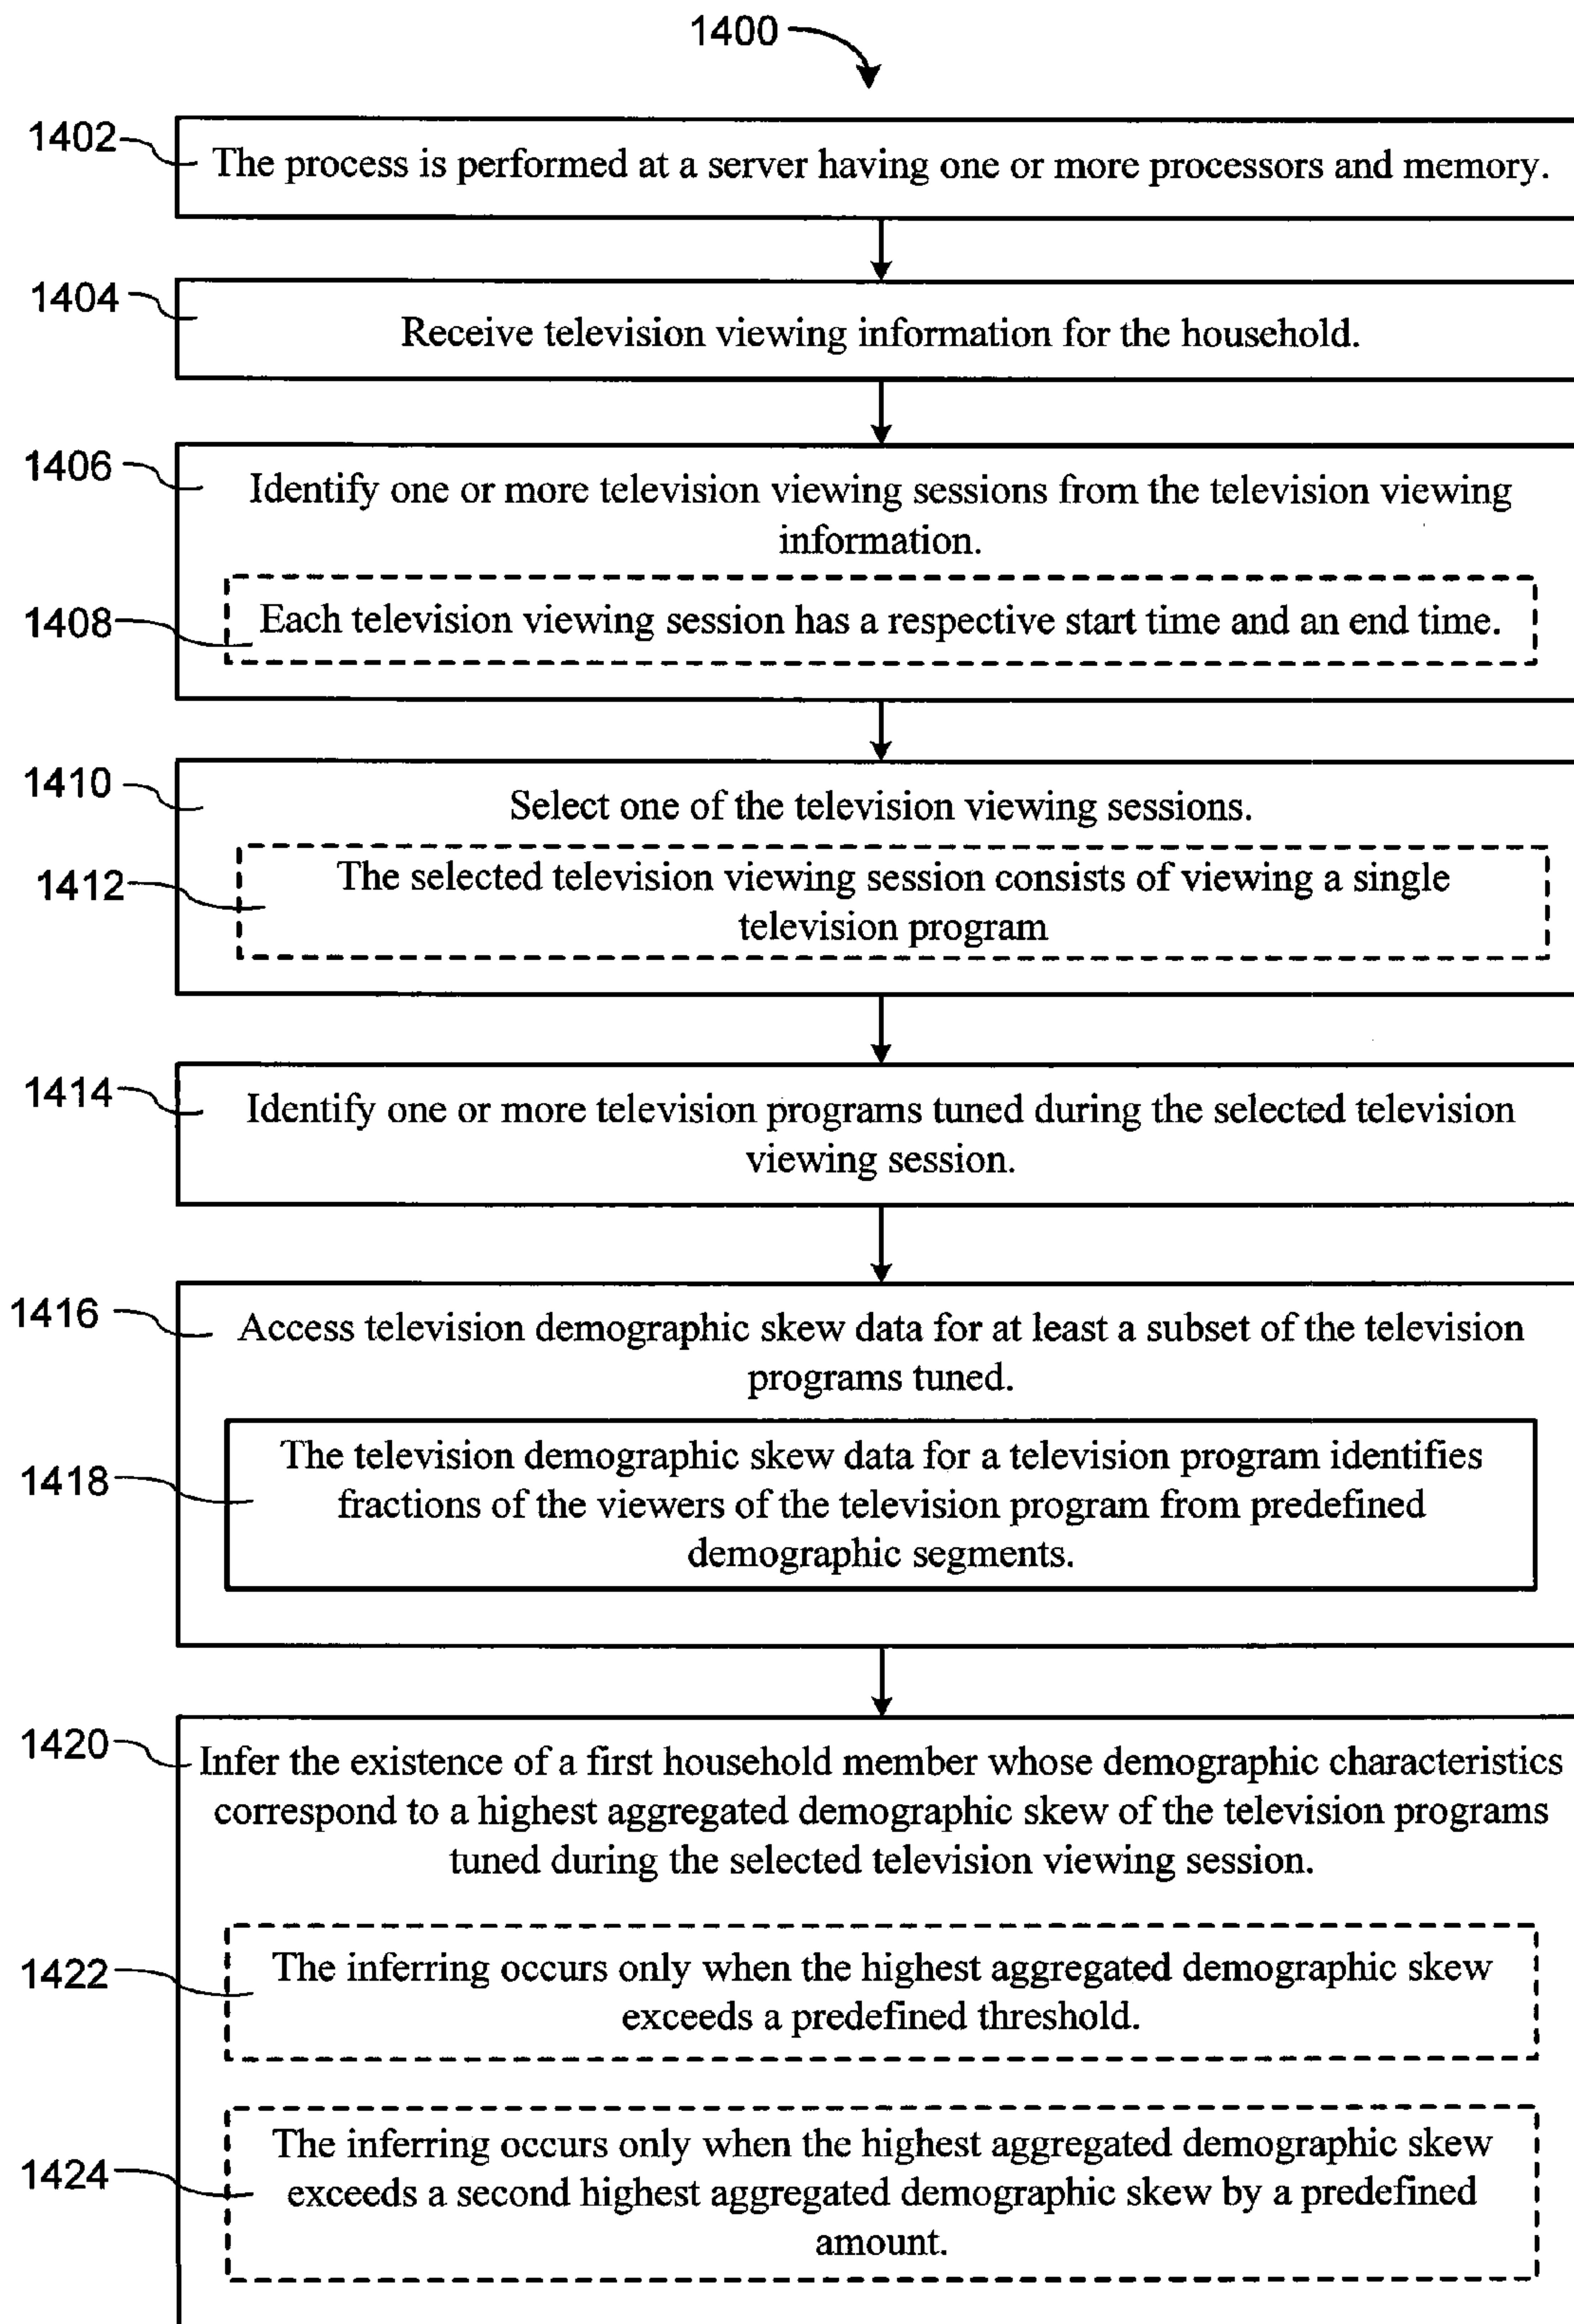 1400
1402
The process is performed at a server having one or more processors and memory.
1404
Receive television viewing information for the household.
1406
Identify one or more television viewing sessions from the television viewing
information.
1408
Each television viewing session has a respective start time and an end time.
1410
Select one of the television viewing sessions.
1412
The selected television viewing session consists of viewing a single
television program
1414
Identify one or more television programs tuned during the selected television
viewing session.
1416
Access television demographic skew data for at least a subset of the television
programs tuned.
1418
The television demographic skew data for a television program identifies
fractions of the viewers of the television program from predefined
demographic segments.
1420
Infer the existence of a first household member whose demographic characteristics
correspond to a highest aggregated demographic skew of the television programs
tuned during the selected television viewing session.
1422
The inferring occurs only when the highest aggregated demographic skew
exceeds a predefined threshold.
1424
The inferring occurs only when the highest aggregated demographic skew
exceeds a second highest aggregated demographic skew by a predefined
amount.